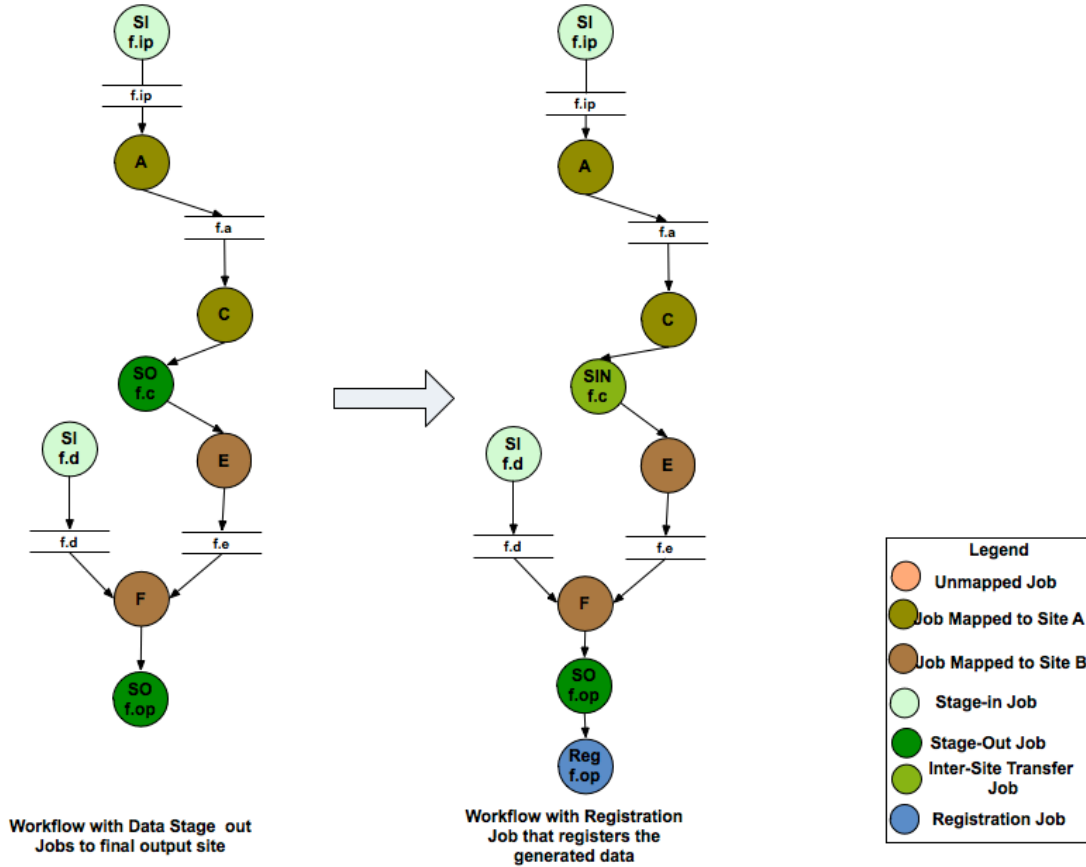 SI
f.ip
f.ip
A
f.a
C
SO
f.c
SI
f.d
E
f.d
f.e
F
SO
f.op
Workflow with Data Stage out
Jobs to final output site
SI
f.ip
f.ip
A
f.a
C
SIN
f.c
SI
f.d
E
f.d
f.e
F
SO
f.op
Reg
f.op
Workflow with Registration
Job that registers the
generated data
Legend
Unmapped Job
Job Mapped to Site A
Job Mapped to Site B
Stage-in Job
Stage-Out Job
Inter-Site Transfer
Job
Registration Job